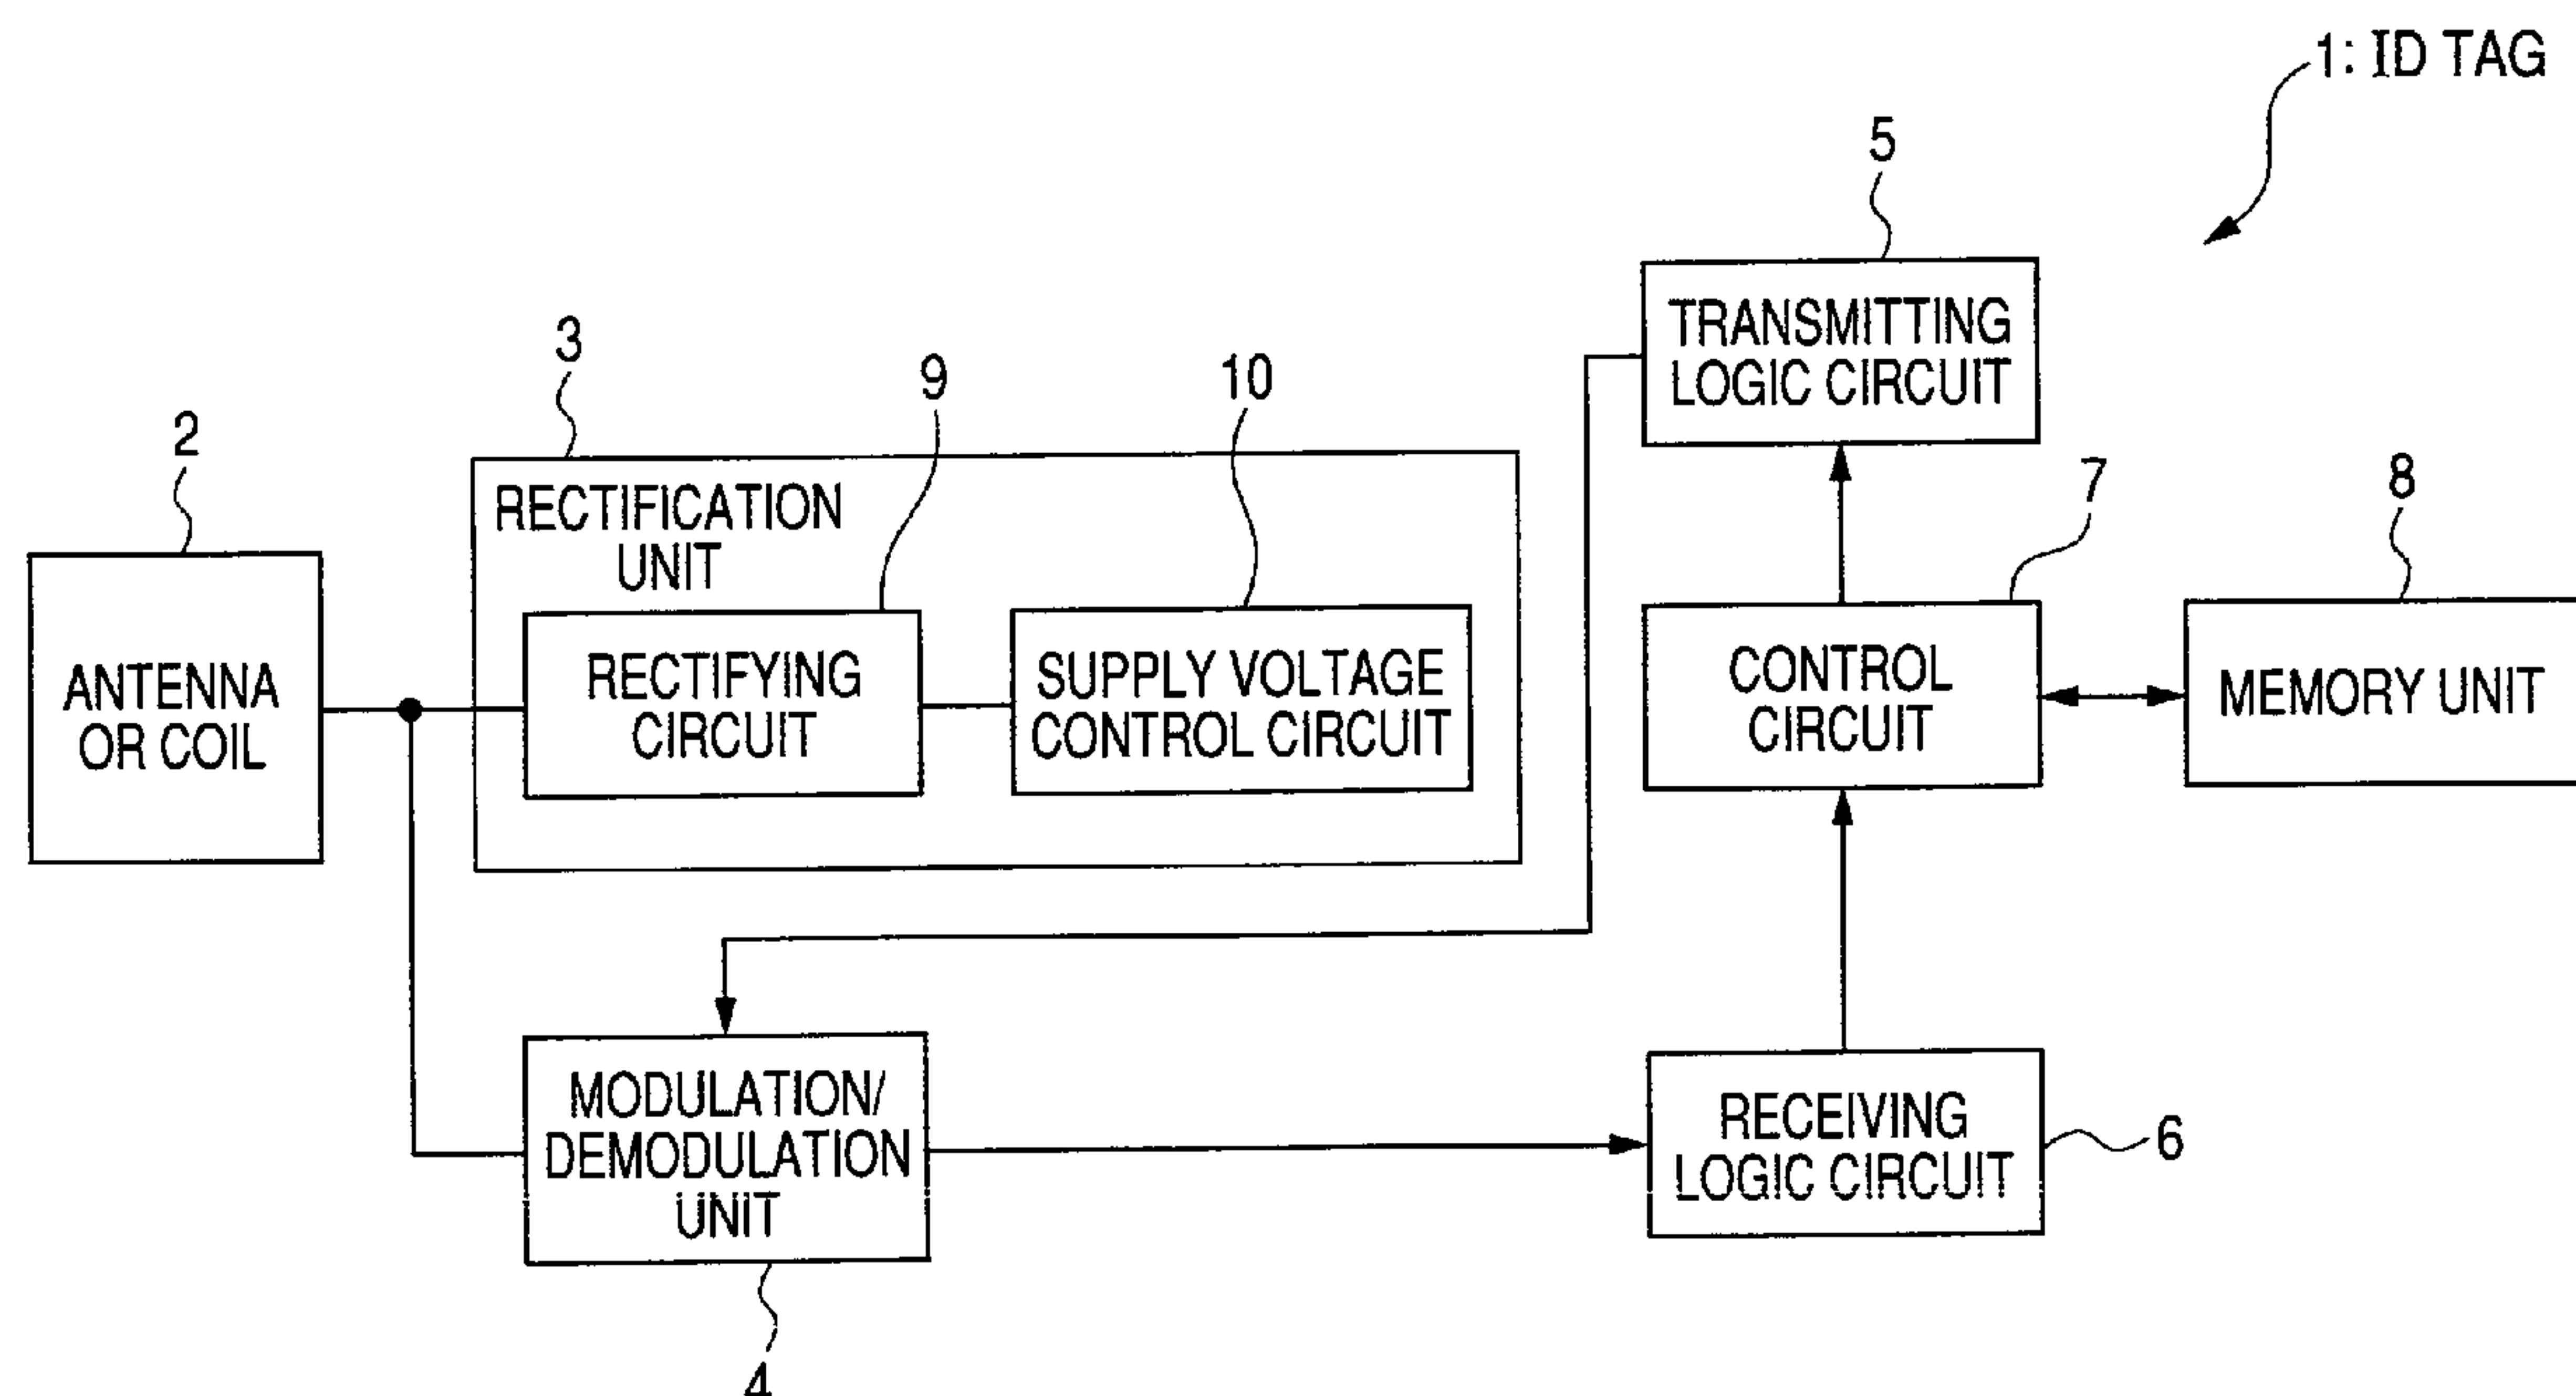 1: ID TAG
5
3
9
10
2
TRANSMITTING
LOGIC CIRCUIT
7
8
RECTIFICATION
UNIT
ANTENNA
OR COIL
RECTIFYING
CIRCUIT
SUPPLY VOLTAGE
CONTROL CIRCUIT
CONTROL
CIRCUIT
MEMORY UNIT
MODULATION/
DEMODULATION
UNIT
RECEIVING
LOGIC CIRCUIT
6
4